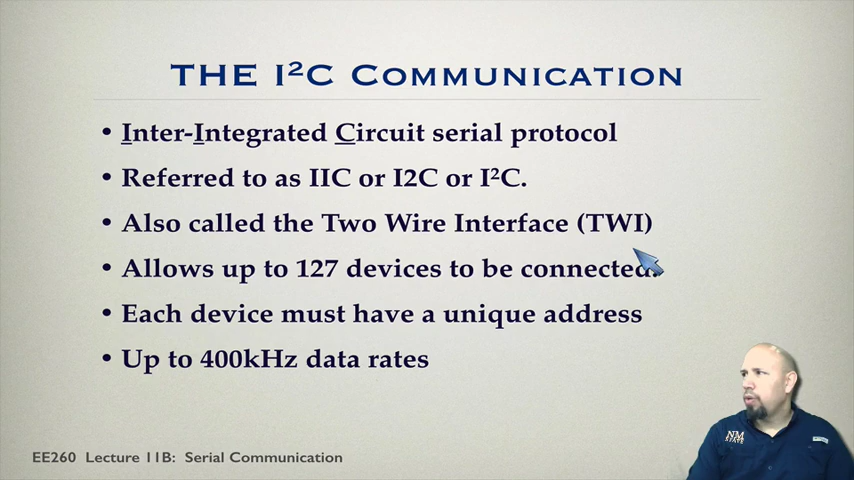 THE I²C COMMUNICATION
• Inter-Integrated Circuit serial protocol
• Referred to as IIC or I2C or I²C.
• Also called the Two Wire Interface (TWI)
• Allows up to 127 devices to be connected.
• Each device must have a unique address
• Up to 400kHz data rates
NM
STATE
EE260 Lecture 11B: Serial Communication